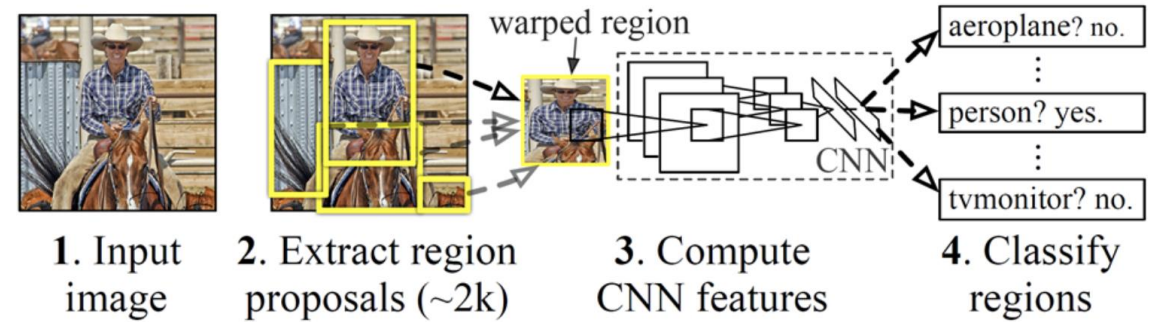 warped region
aeroplane? no.
person? yes.
CNN
tvmonitor? no.
1. Input
image
2. Extract region
proposals (~2k)
3. Compute
CNN features
4. Classify
regions